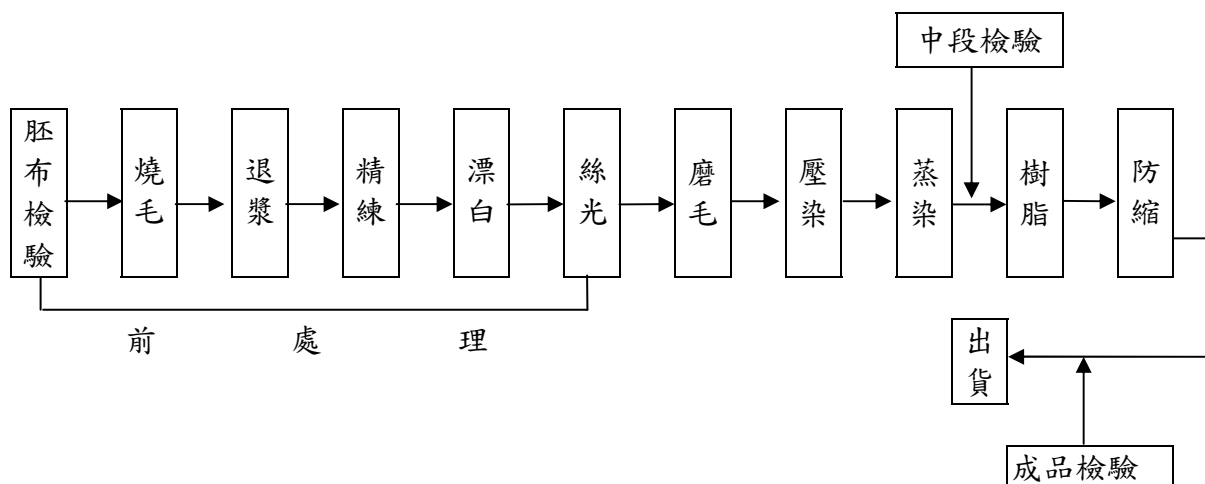 中段檢驗
胚布檢驗
燒毛
退漿
精練
漂白
絲光
磨毛
壓染
蒸染
樹脂
防縮
前處理
出貨
成品檢驗